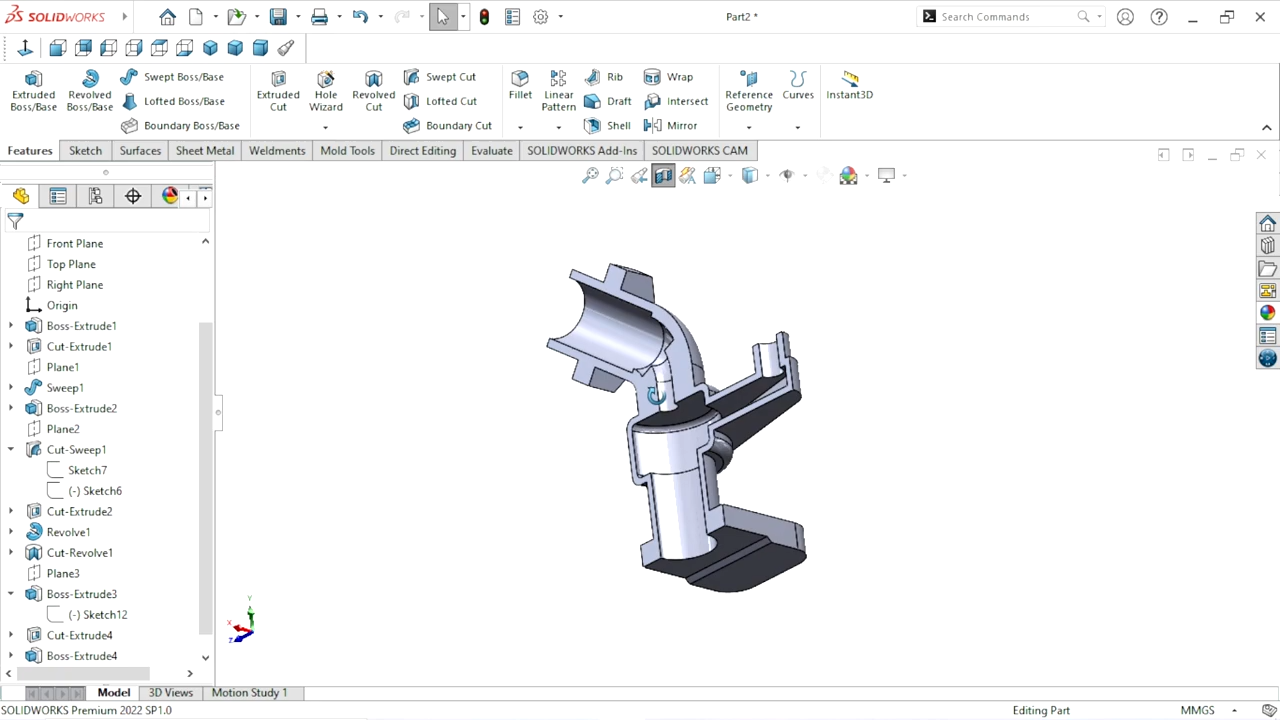 SOLIDWORKS
Part2 *
Search Commands
Extruded Boss/Base
Revolved Boss/Base
Swept Boss/Base
Lofted Boss/Base
Boundary Boss/Base
Extruded Cut
Hole Wizard
Revolved Cut
Swept Cut
Lofted Cut
Boundary Cut
Fillet
Linear Pattern
Rib
Draft
Shell
Wrap
Intersect
Mirror
Reference Geometry
Curves
Instant3D
Features
Sketch
Surfaces
Sheet Metal
Weldments
Mold Tools
Direct Editing
Evaluate
SOLIDWORKS Add-Ins
SOLIDWORKS CAM
Front Plane
Top Plane
Right Plane
Origin
Boss-Extrude1
Cut-Extrude1
Plane1
Sweep1
Boss-Extrude2
Plane2
Cut-Sweep1
Sketch7
(-) Sketch6
Cut-Extrude2
Revolve1
Cut-Revolve1
Plane3
Boss-Extrude3
(-) Sketch12
Cut-Extrude4
Boss-Extrude4
Y
X
Z
Model
3D Views
Motion Study 1
SOLIDWORKS Premium 2022 SP1.0
Editing Part
MMGS